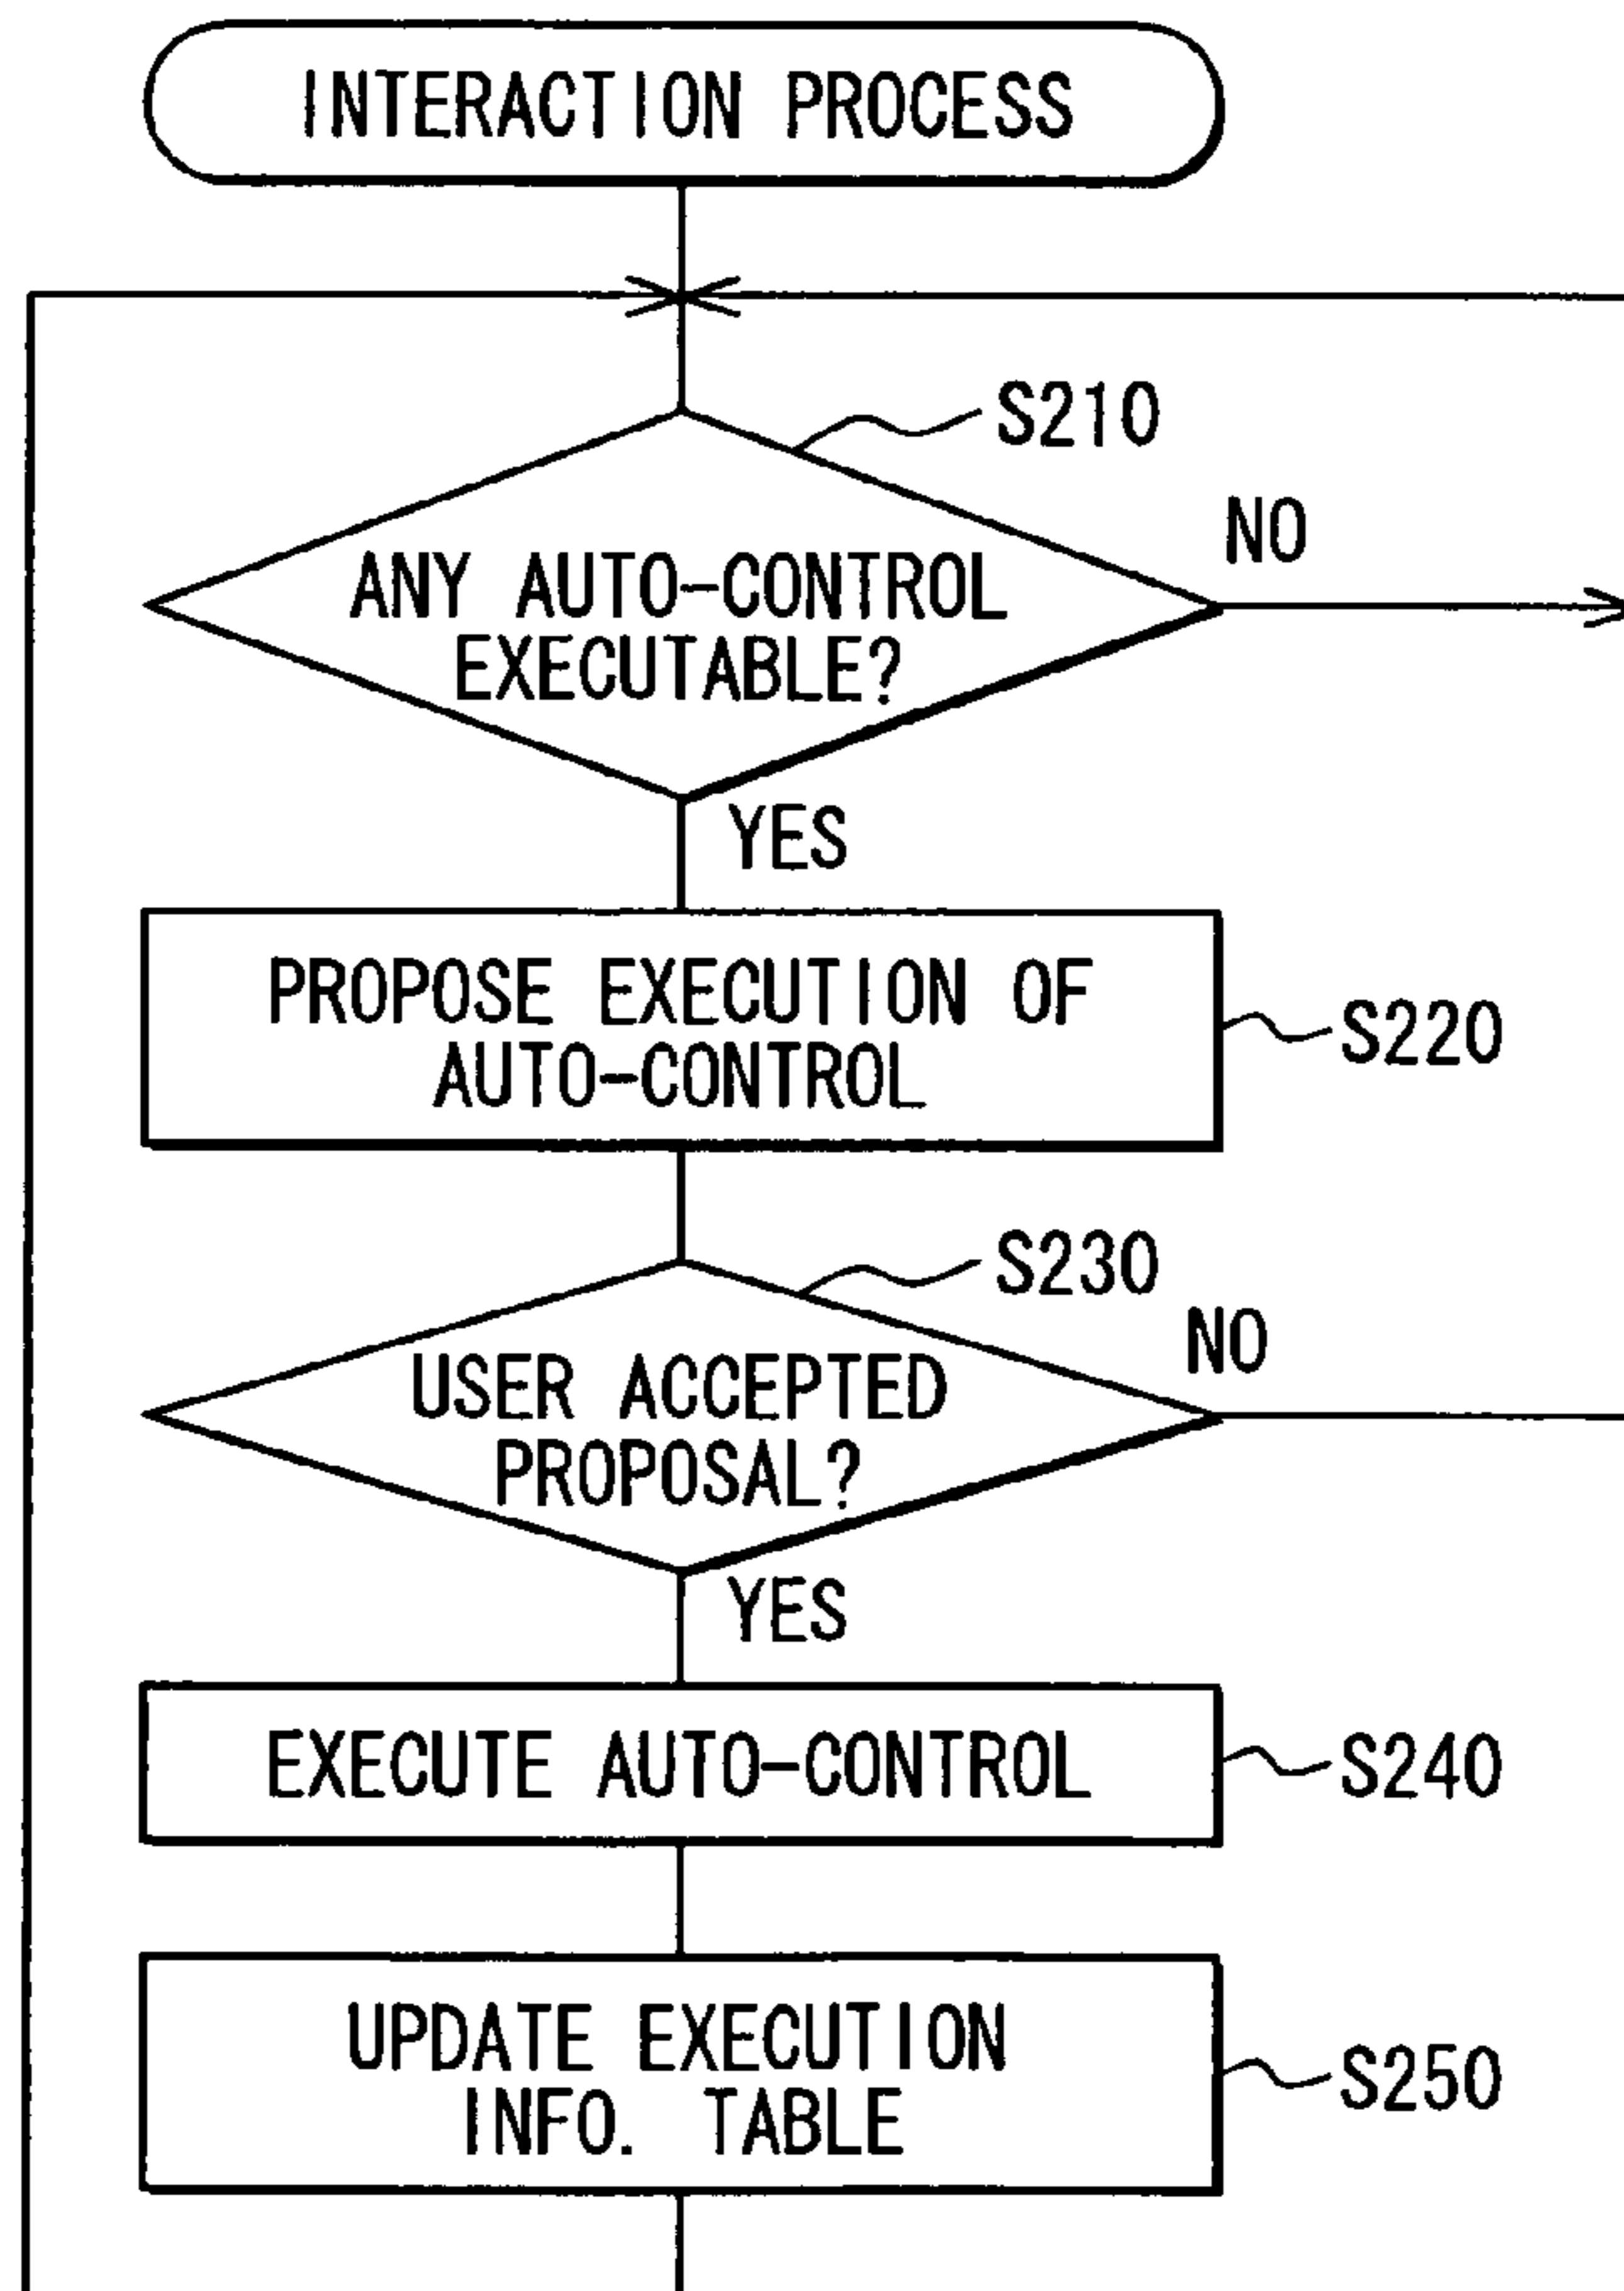 INTERACTION PROCESS
S210
NO
ANY AUTO-CONTROL
EXECUTABLE?
YES
PROPOSE EXECUTION OF
AUTO-CONTROL
S220
S230
NO
USER ACCEPTED
PROPOSAL?
YES
EXECUTE AUTO-CONTROL
S240
UPDATE EXECUTION
INFO. TABLE
S250